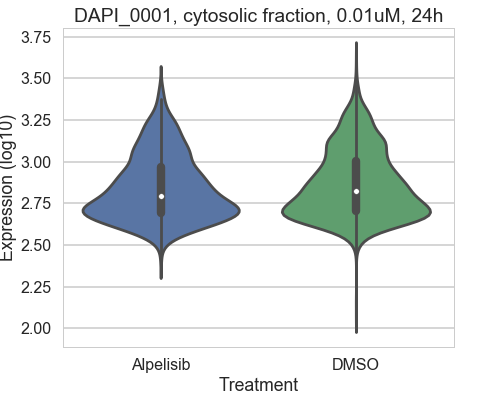 DAPI_0001, cytosolic fraction, 0.01uM, 24h
3.75
3.50
3.25
3.00
2.75
2.50
2.25
2.00
Expression (log10)
Alpelisib DMSO
Treatment